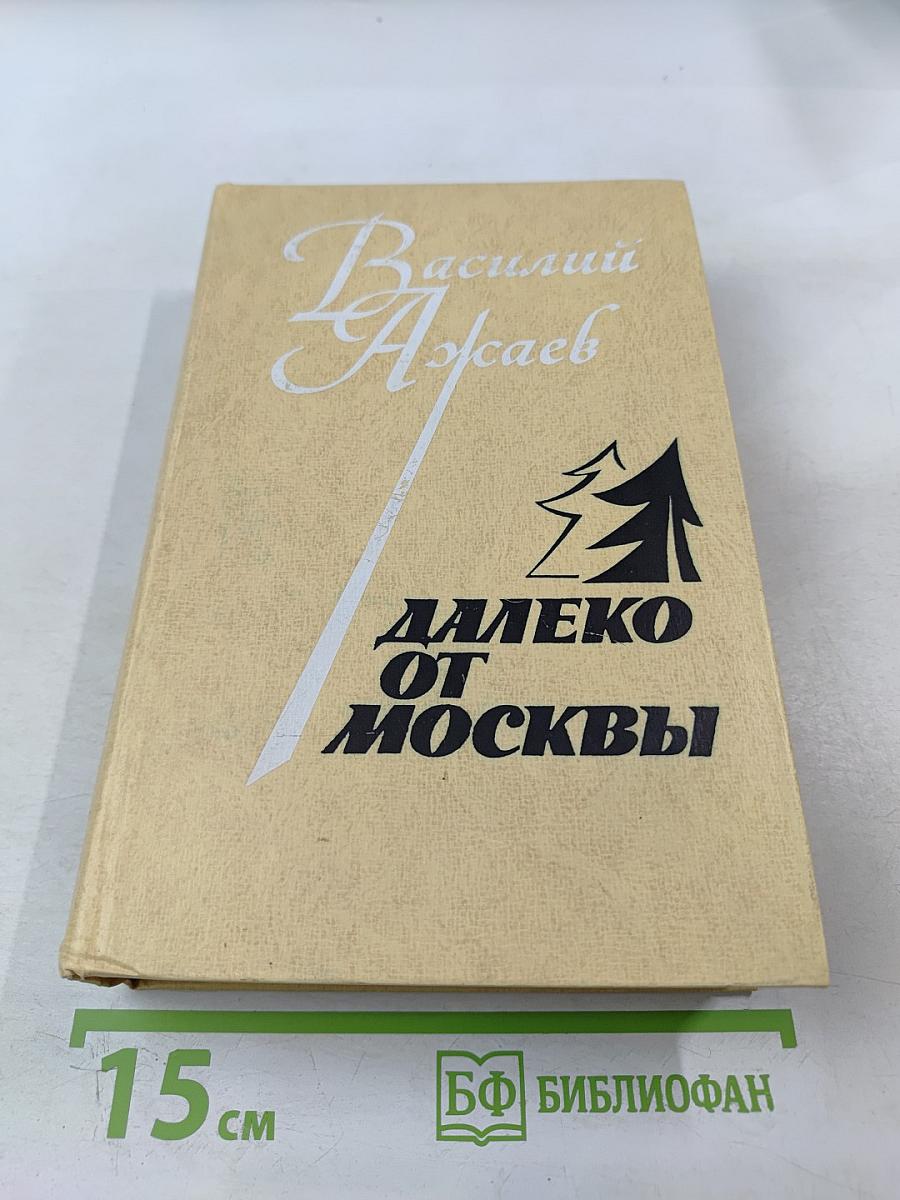 Василий
Ажаев
ДАЛЕКО
ОТ
МОСКВЫ
15 см
БФ БИБЛИОФАН